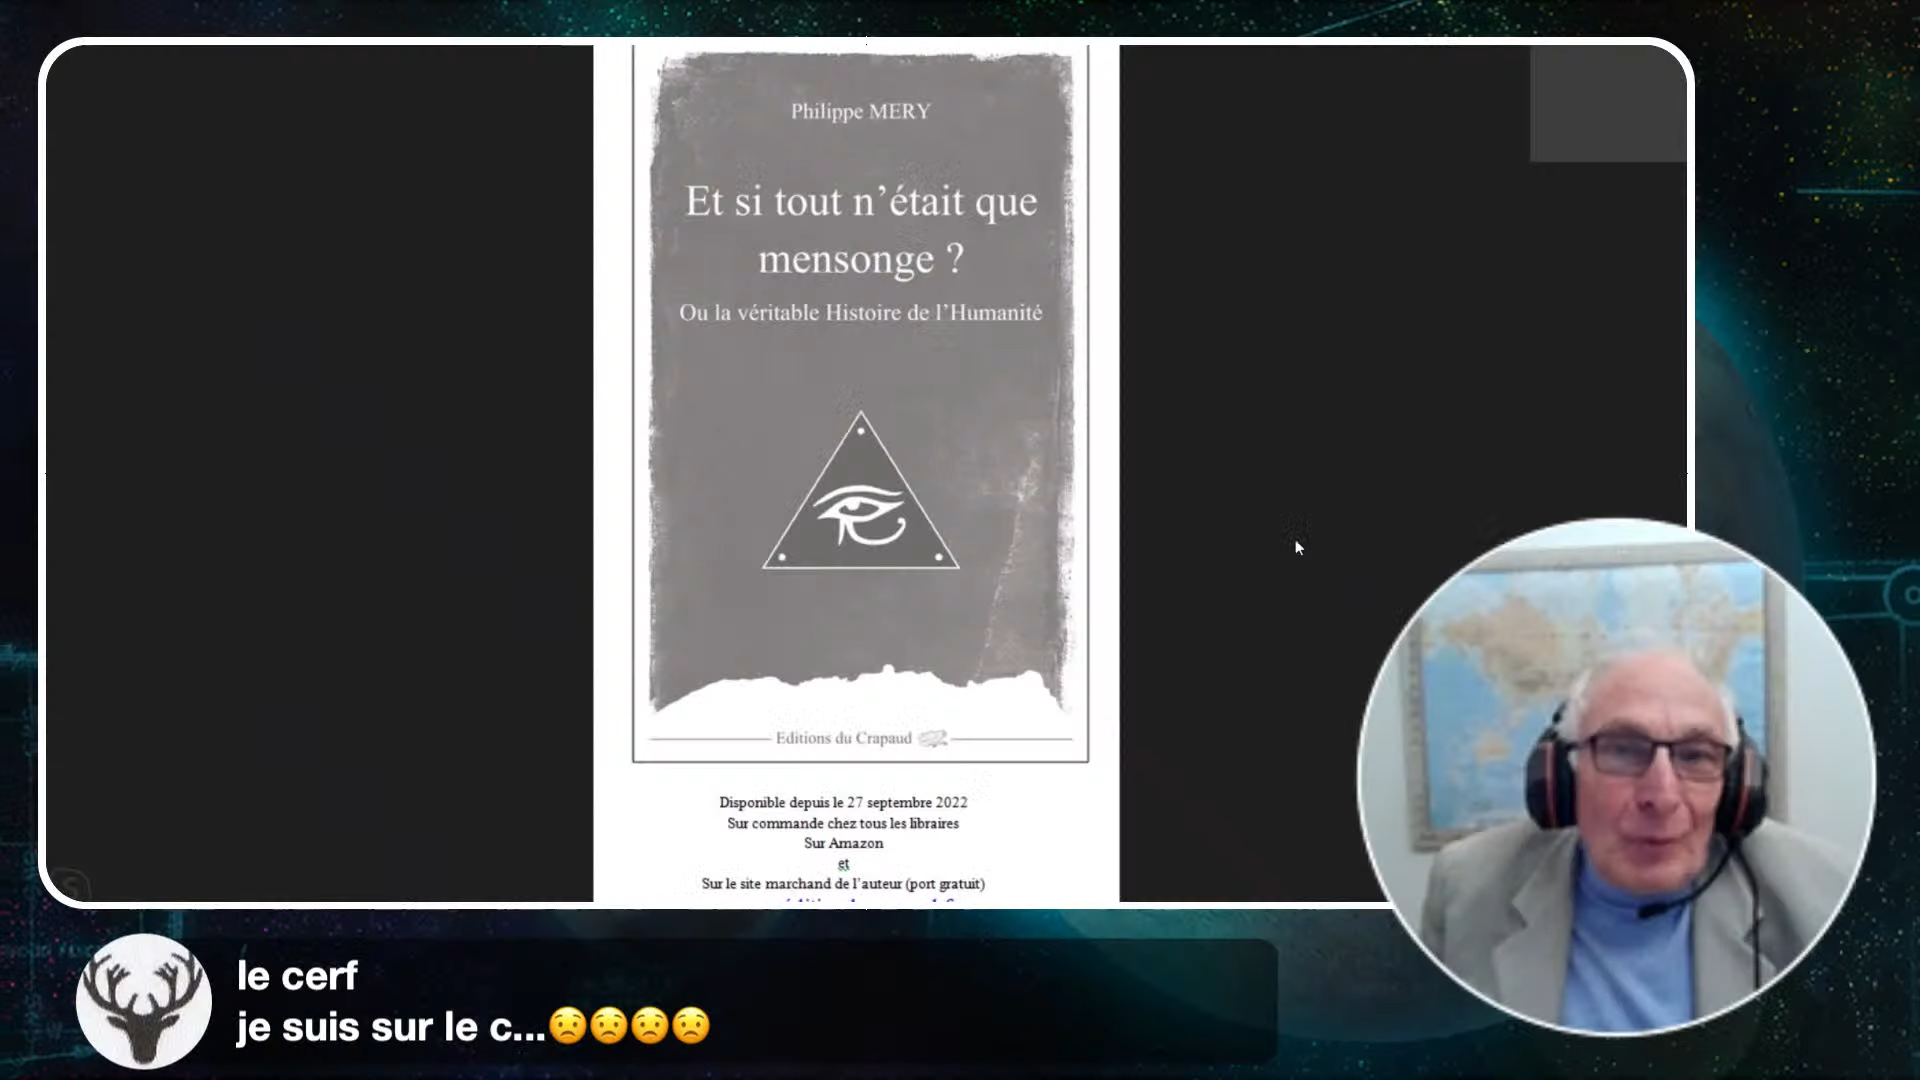 Philippe MERY
Et si tout n’était que
mensonge ?
Ou la véritable Histoire de l’Humanité
Editions du Crapaud
Disponible depuis le 27 septembre 2022
Sur commande chez tous les libraires
Sur Amazon
et
Sur le site marchand de l’auteur (port gratuit)
le cerf
je suis sur le c...😟😟😟😟